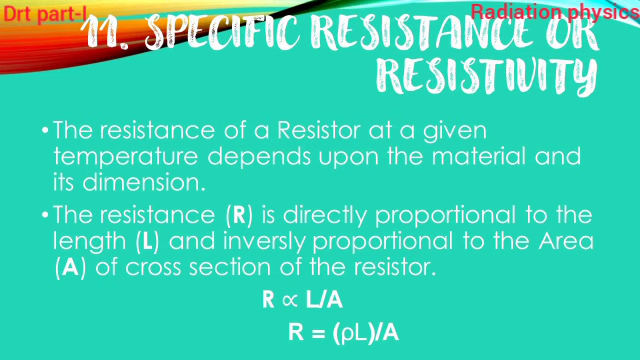 Drt part-I
Radiation physics
11. SPECIFIC RESISTANCE OR
RESISTIVITY
• The resistance of a Resistor at a given
temperature depends upon the material and
its dimension.
• The resistance (R) is directly proportional to the
length (L) and inversly proportional to the Area
(A) of cross section of the resistor.
R ∝ L/A
R = (ρL)/A